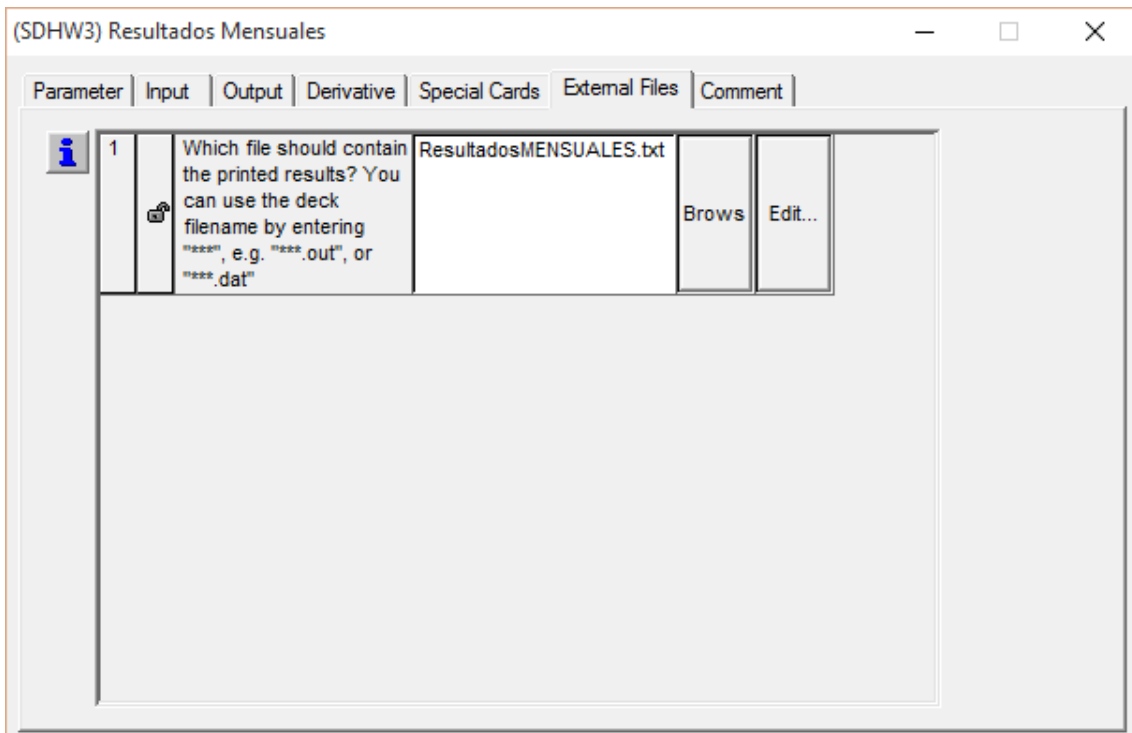 (SDHW3) Resultados Mensuales
Parameter Input Output Derivative Special Cards External Files Comment
i 1 Which file should contain ResultadosMENSUALES.txt
the printed results? You
can use the deck
filename by entering Brows Edit...
"***", e.g. "***.out", or
"***.dat"